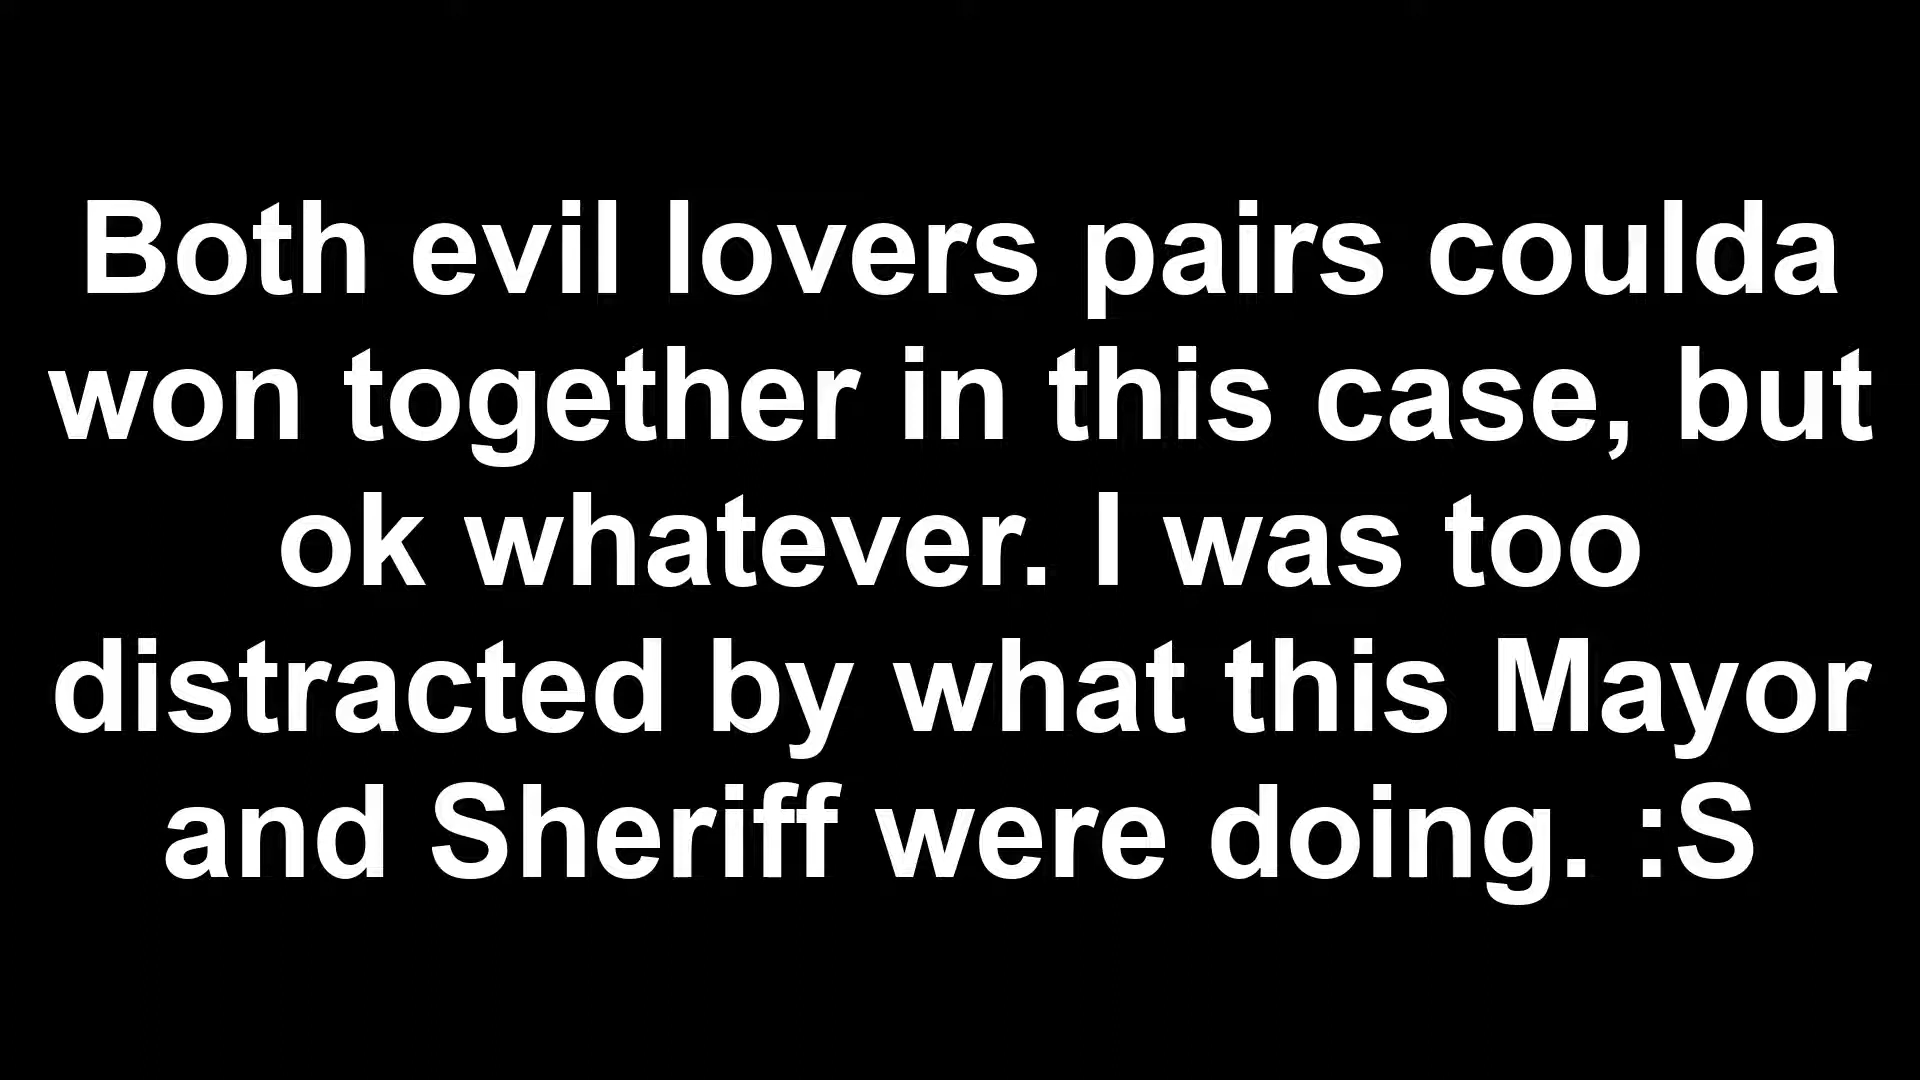 Both evil lovers pairs coulda
won together in this case, but
ok whatever. I was too
distracted by what this Mayor
and Sheriff were doing. :S